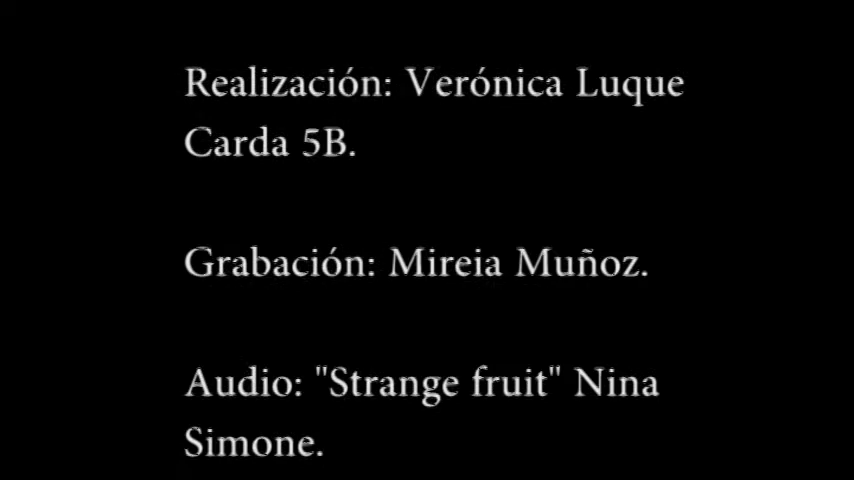 Realización: Verónica Luque
Carda 5B.
Grabación: Mireia Muñoz.
Audio: "Strange fruit" Nina
Simone.